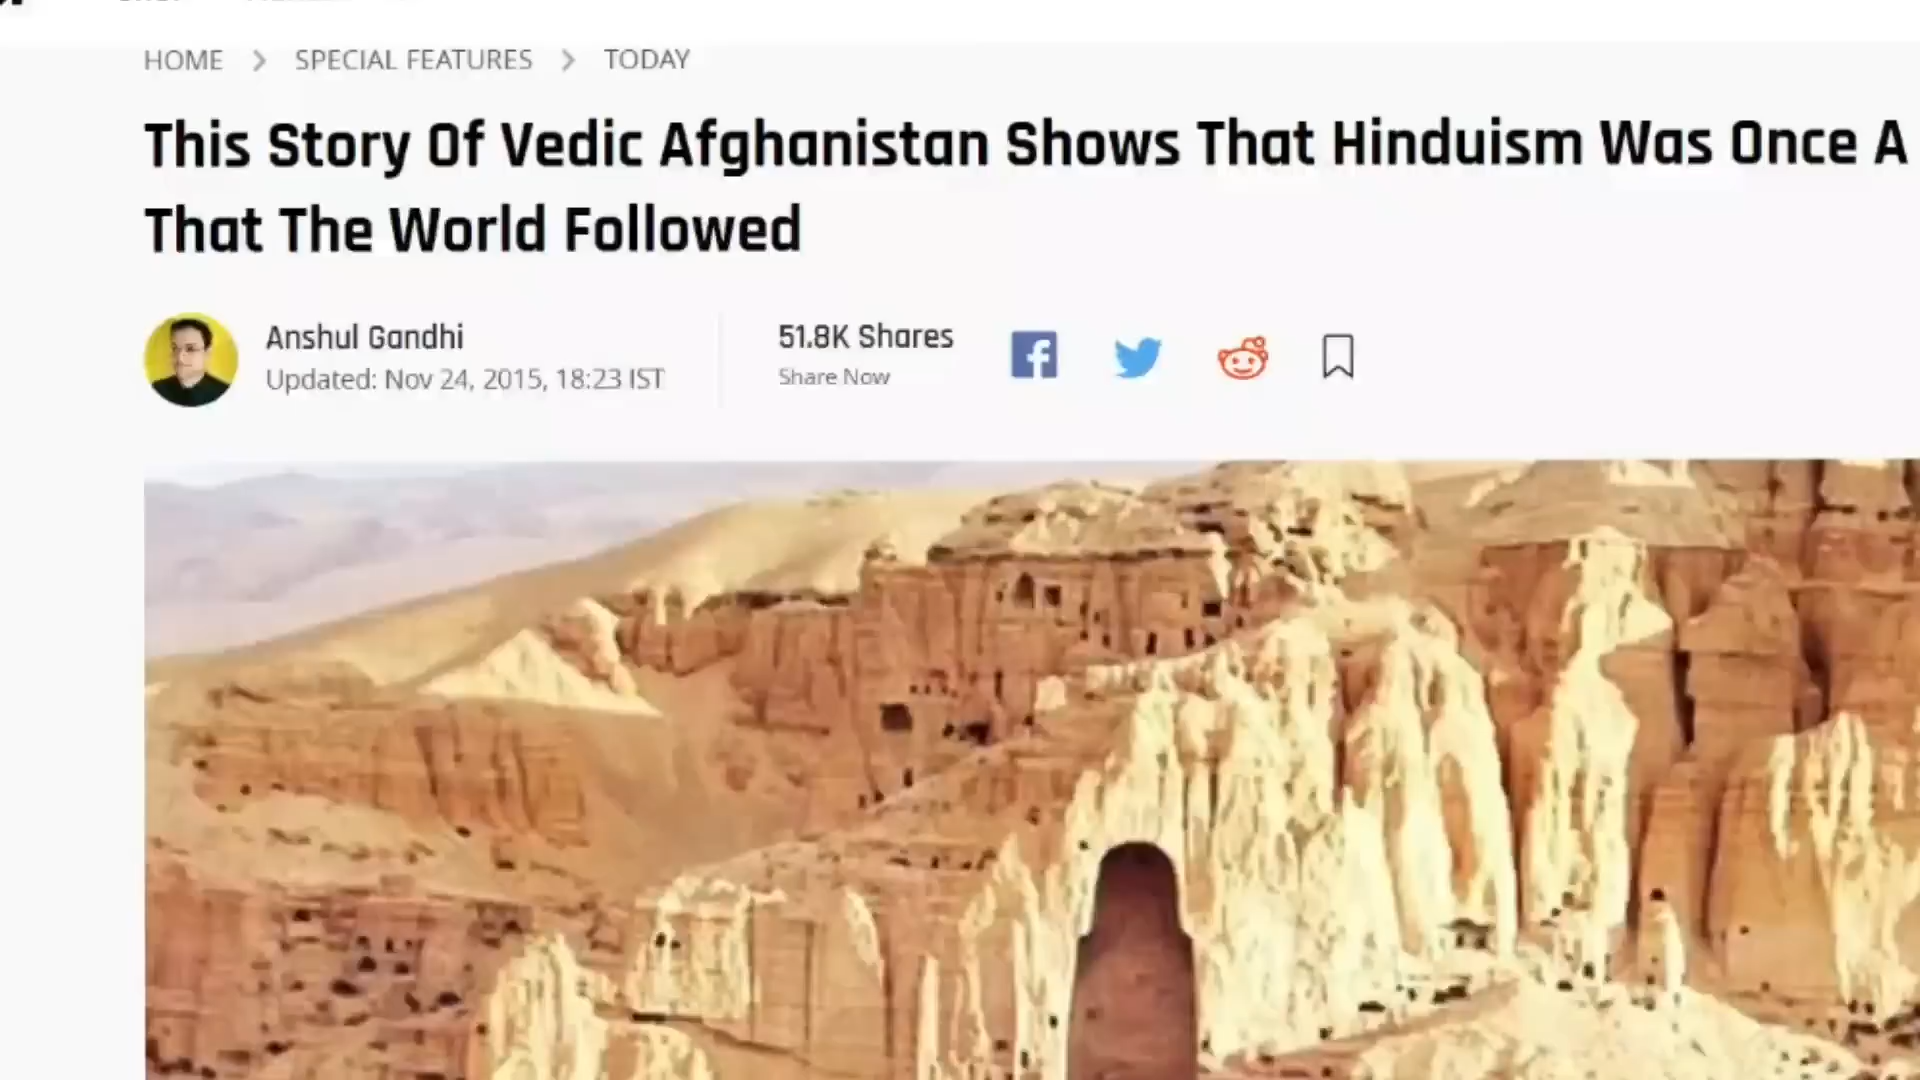 HOME > SPECIAL FEATURES > TODAY
This Story Of Vedic Afghanistan Shows That Hinduism Was Once A
That The World Followed
Anshul Gandhi
Updated: Nov 24, 2015, 18:23 IST
51.8K Shares
Share Now